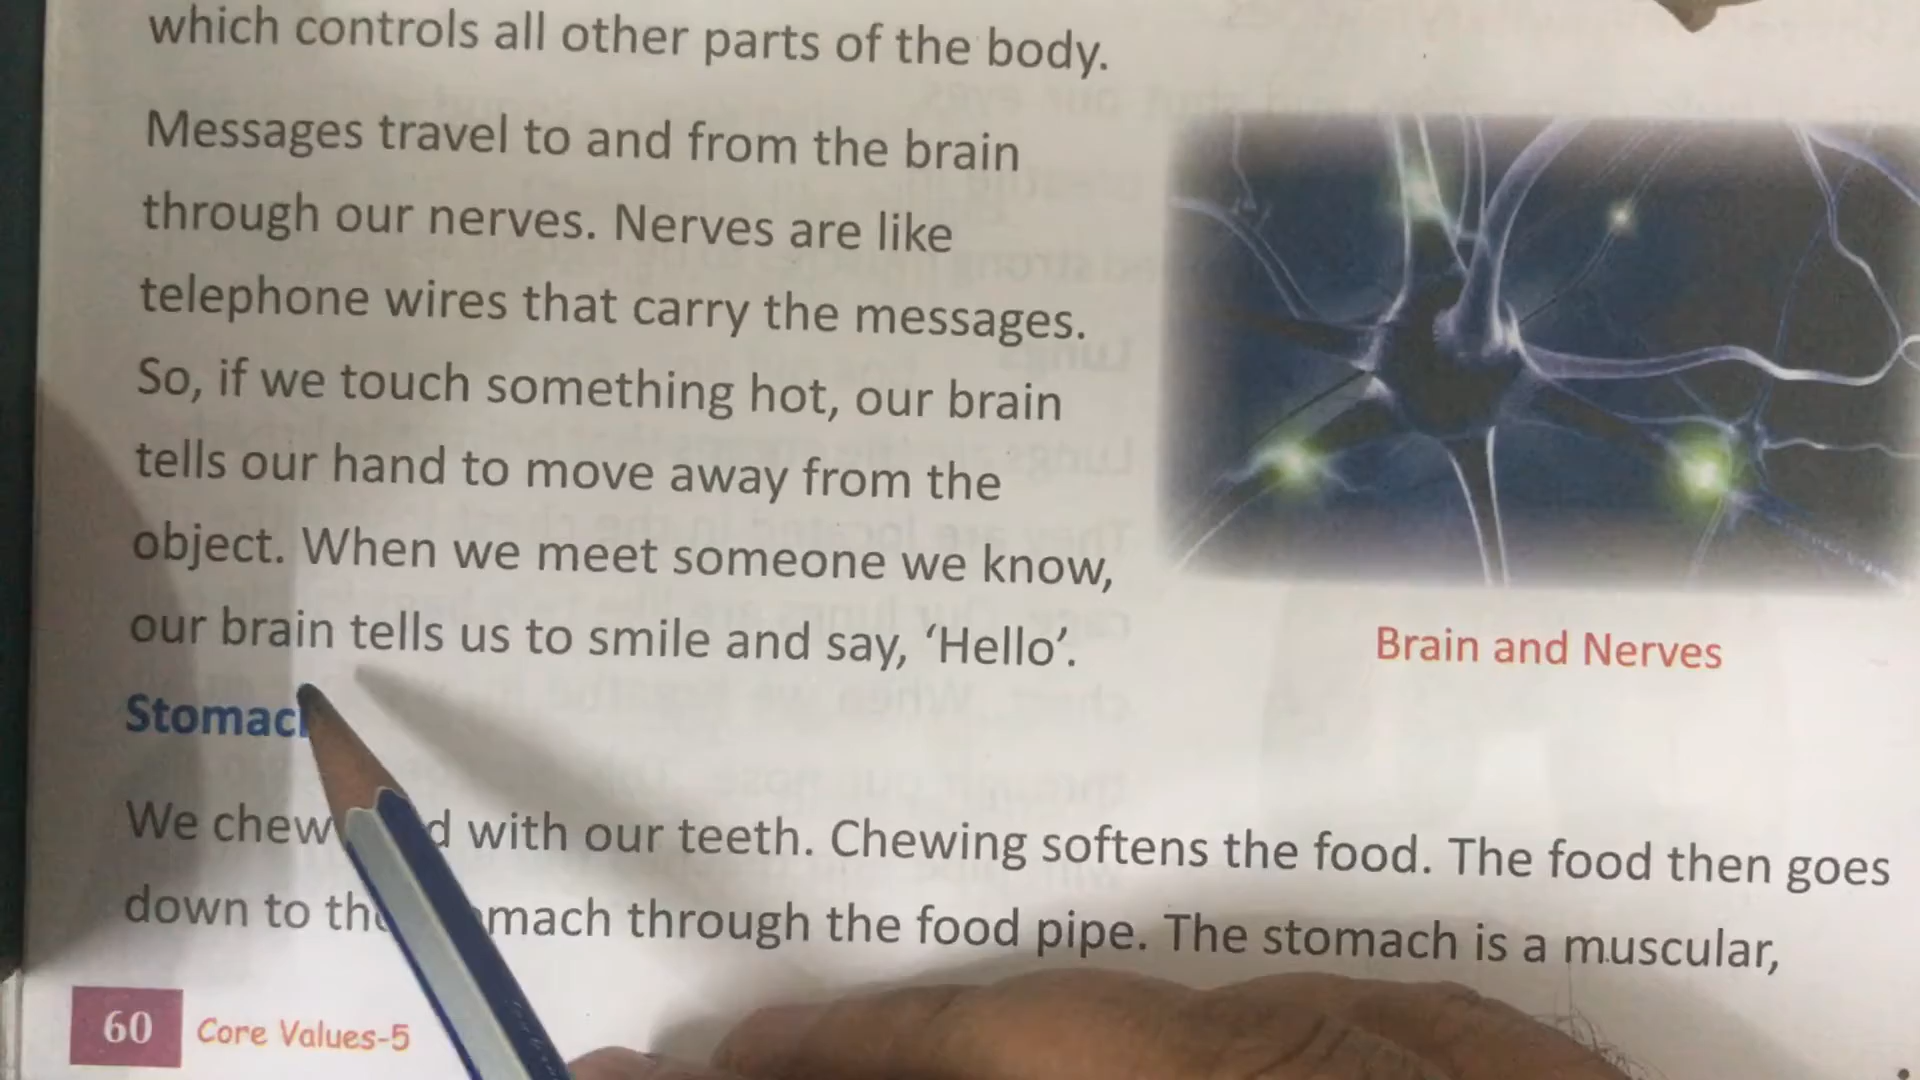 which controls all other parts of the body.
Messages travel to and from the brain
through our nerves. Nerves are like
telephone wires that carry the messages.
So, if we touch something hot, our brain
tells our hand to move away from the
object. When we meet someone we know,
our brain tells us to smile and say, ‘Hello’.
Brain and Nerves
Stomach
We chew with our teeth. Chewing softens the food. The food then goes
down to the stomach through the food pipe. The stomach is a muscular,
60 Core Values-5